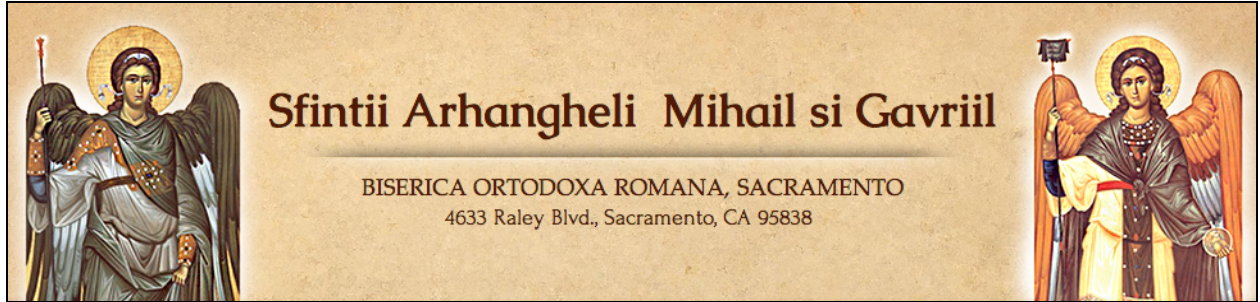 Sfintii Arhangheli Mihail si Gavriil
BISERICA ORTODOXA ROMANA, SACRAMENTO
4633 Raley Blvd., Sacramento, CA 95838